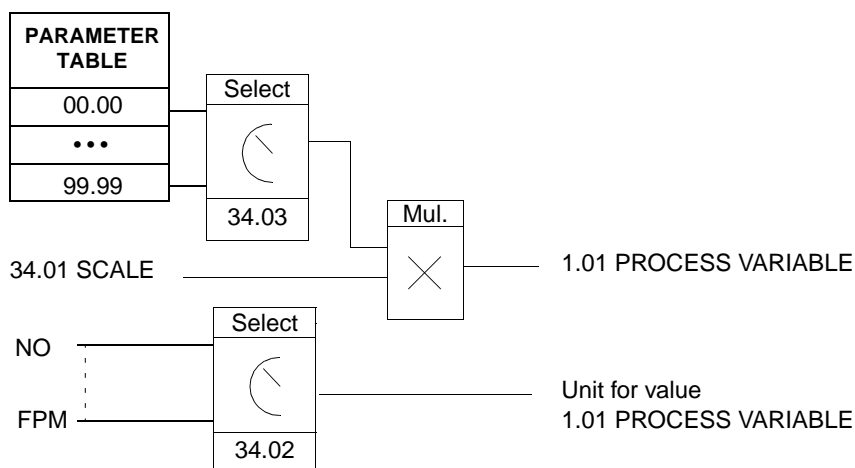 PARAMETER
TABLE
00.00
•••
99.99
Select
34.03
Mul.
34.01 SCALE
1.01 PROCESS VARIABLE
Select
NO
FPM
34.02
Unit for value
1.01 PROCESS VARIABLE